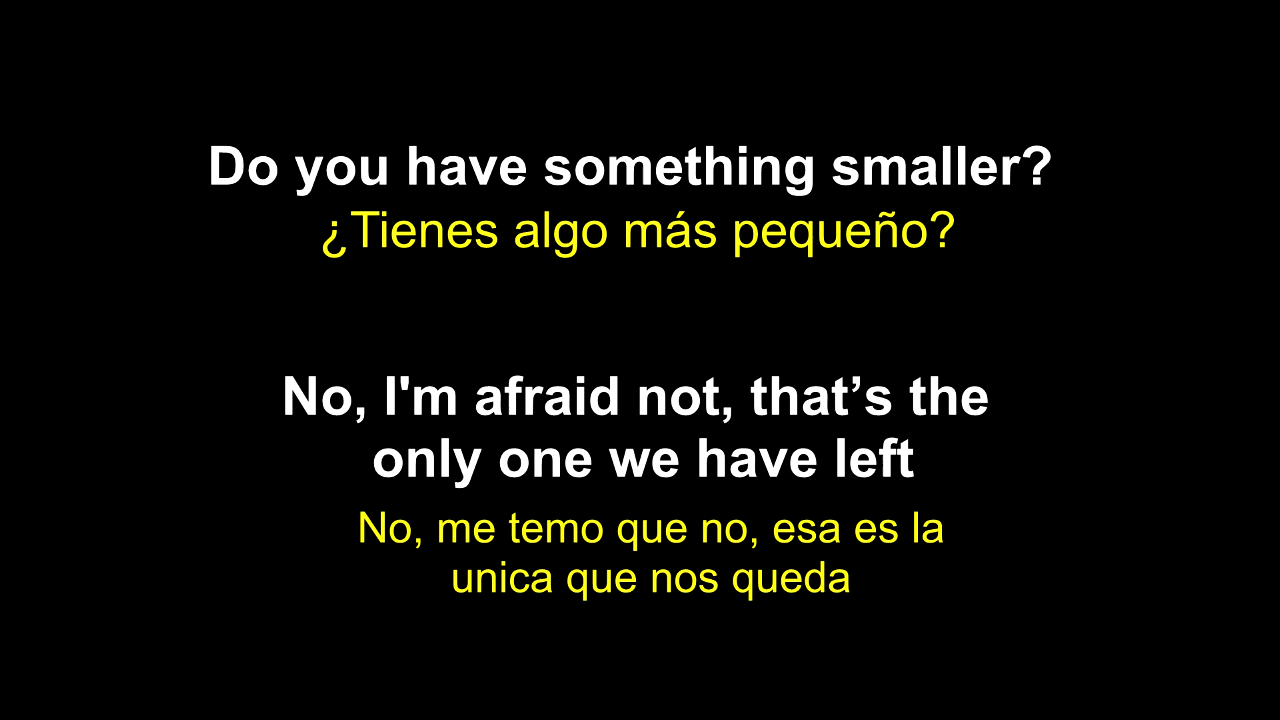 Do you have something smaller?
¿Tienes algo más pequeño?
No, I'm afraid not, that’s the
only one we have left
No, me temo que no, esa es la
unica que nos queda